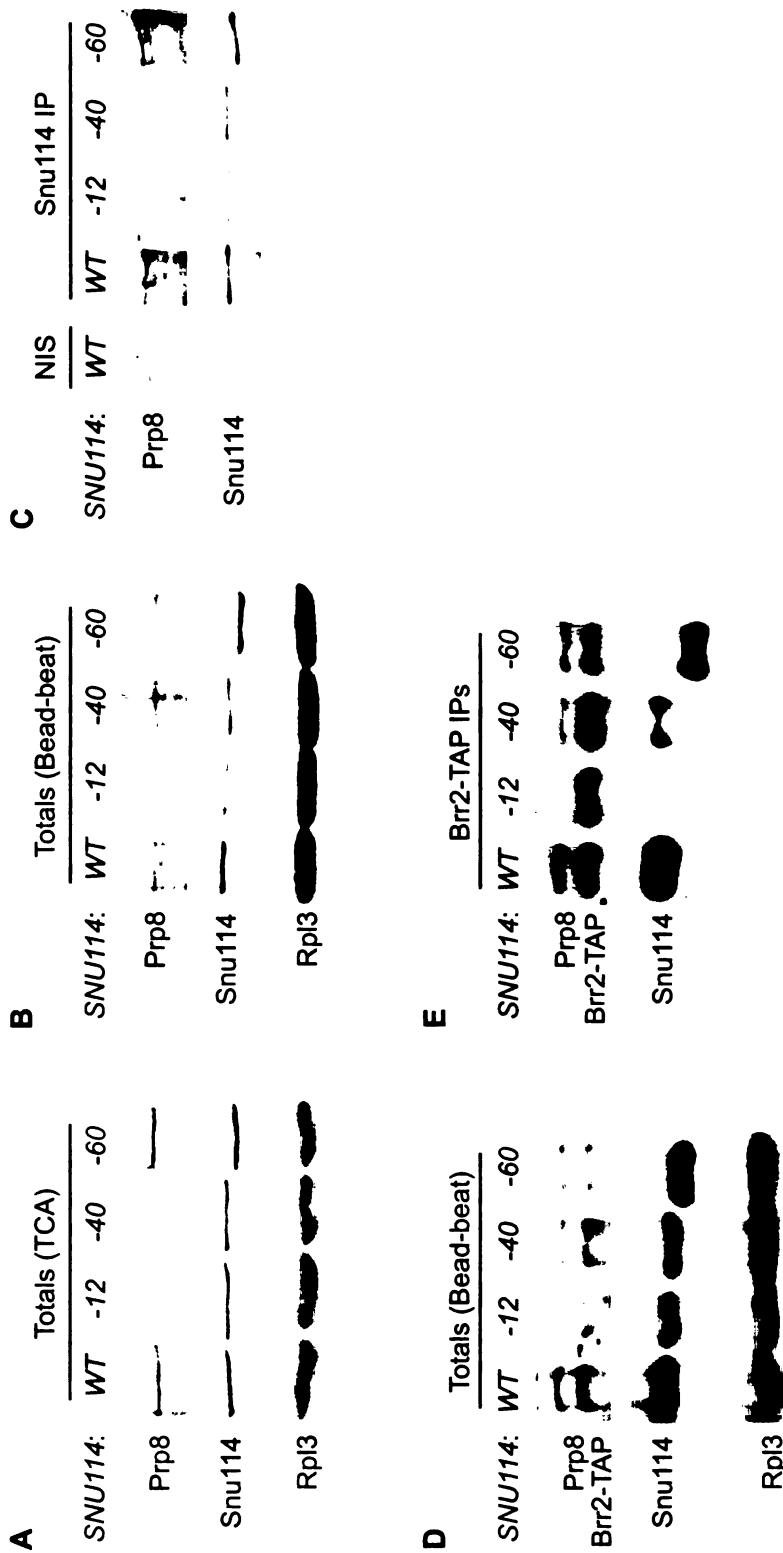 A
Totals (TCA)
SNU114: WT -12 -40 -60
Prp8
Snu114
Rpl3
B
Totals (Bead-beat)
SNU114: WT -12 -40 -60
Prp8
Snu114
Rpl3
C
NIS Snu114 IP
SNU114: WT WT -12 -40 -60
Prp8
Snu114
D
Totals (Bead-beat)
SNU114: WT -12 -40 -60
Prp8
Brr2-TAP
Snu114
Rpl3
E
Brr2-TAP IPs
SNU114: WT -12 -40 -60
Prp8
Brr2-TAP
Snu114